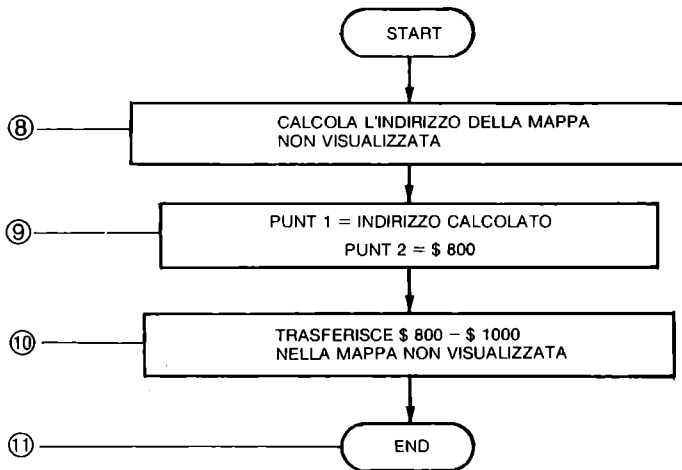 START
⑧
CALCOLA L'INDIRIZZO DELLA MAPPA
NON VISUALIZZATA
⑨
PUNT 1 = INDIRIZZO CALCOLATO
PUNT 2 = $ 800
⑩
TRASFERISCE $ 800 – $ 1000
NELLA MAPPA NON VISUALIZZATA
⑪
END